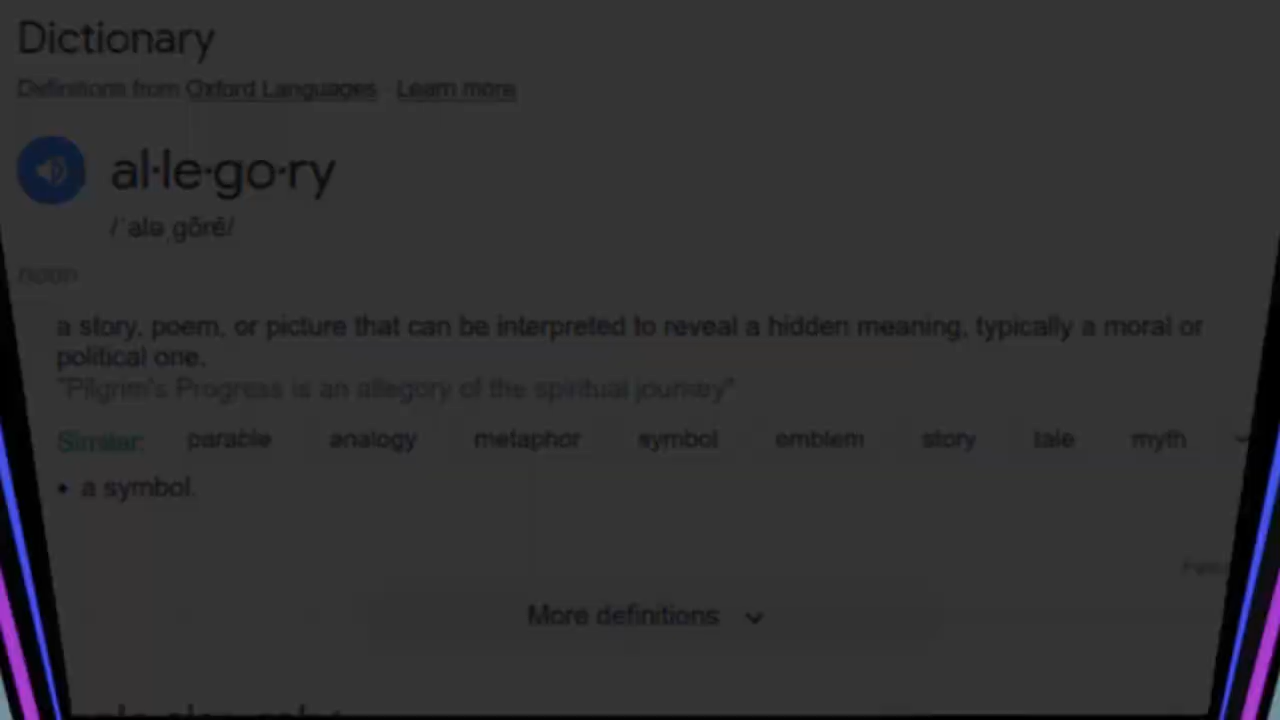 Dictionary
Definitions from Oxford Languages · Learn more
al·le·go·ry
/ˈaləˌɡôrē/
noun
a story, poem, or picture that can be interpreted to reveal a hidden meaning, typically a moral or
political one.
"Pilgrim's Progress is an allegory of the spiritual journey"
Similar: parable analogy metaphor symbol emblem story tale myth
• a symbol.
More definitions